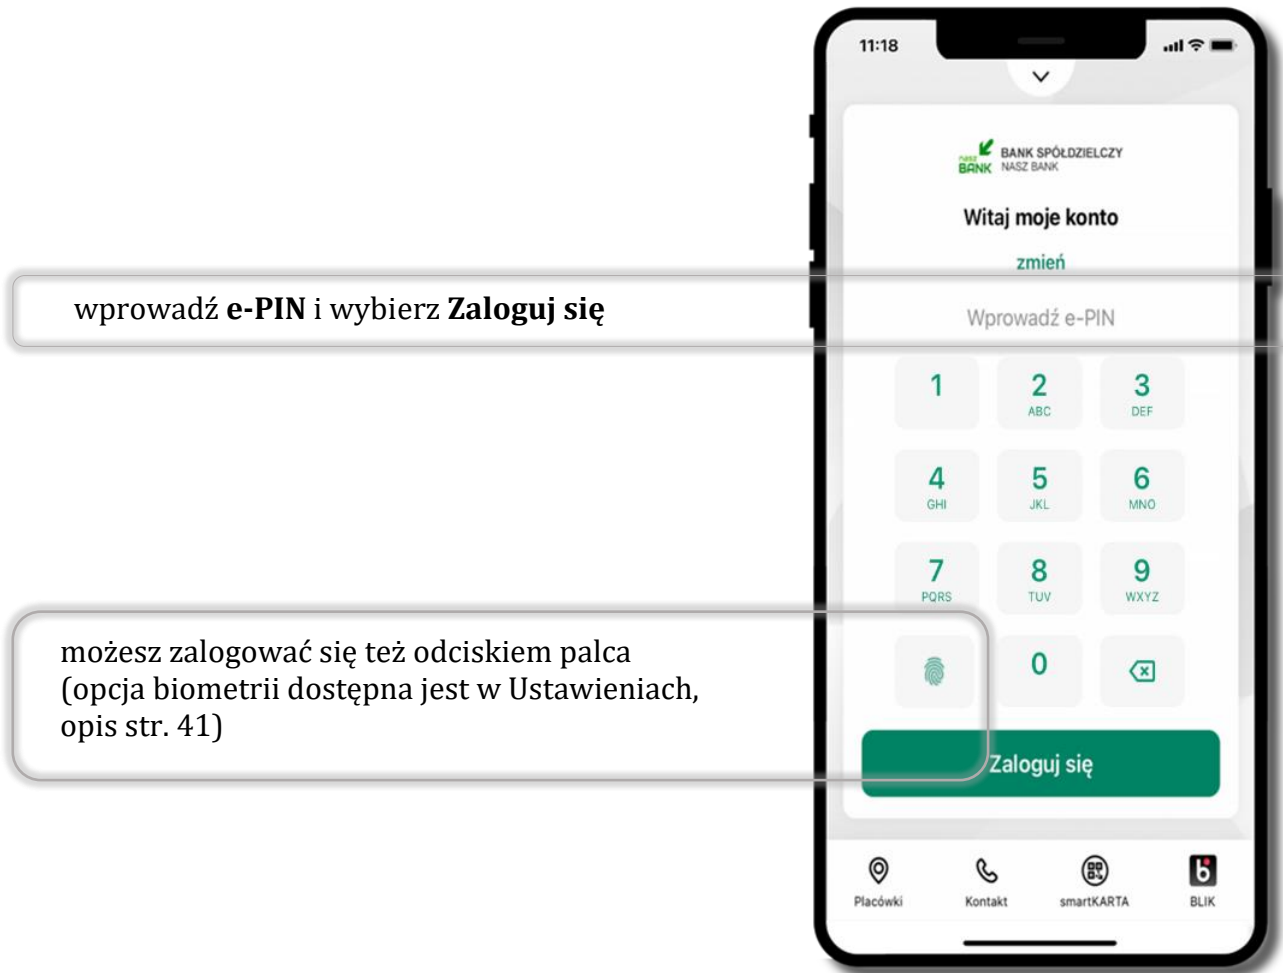 11:18
nasz
BANK
BANK SPÓŁDZIELCZY
NASZ BANK
Witaj moje konto
zmień
wprowadź e-PIN i wybierz Zaloguj się
Wprowadź e-PIN
1 2 3
ABC DEF
4 5 6
GHI JKL MNO
7 8 9
PQRS TUV WXYZ
możesz zalogować się też odciskiem palca
(opcja biometrii dostępna jest w Ustawieniach,
opis str. 41)
0
Zaloguj się
Placówki Kontakt smartKARTA BLIK